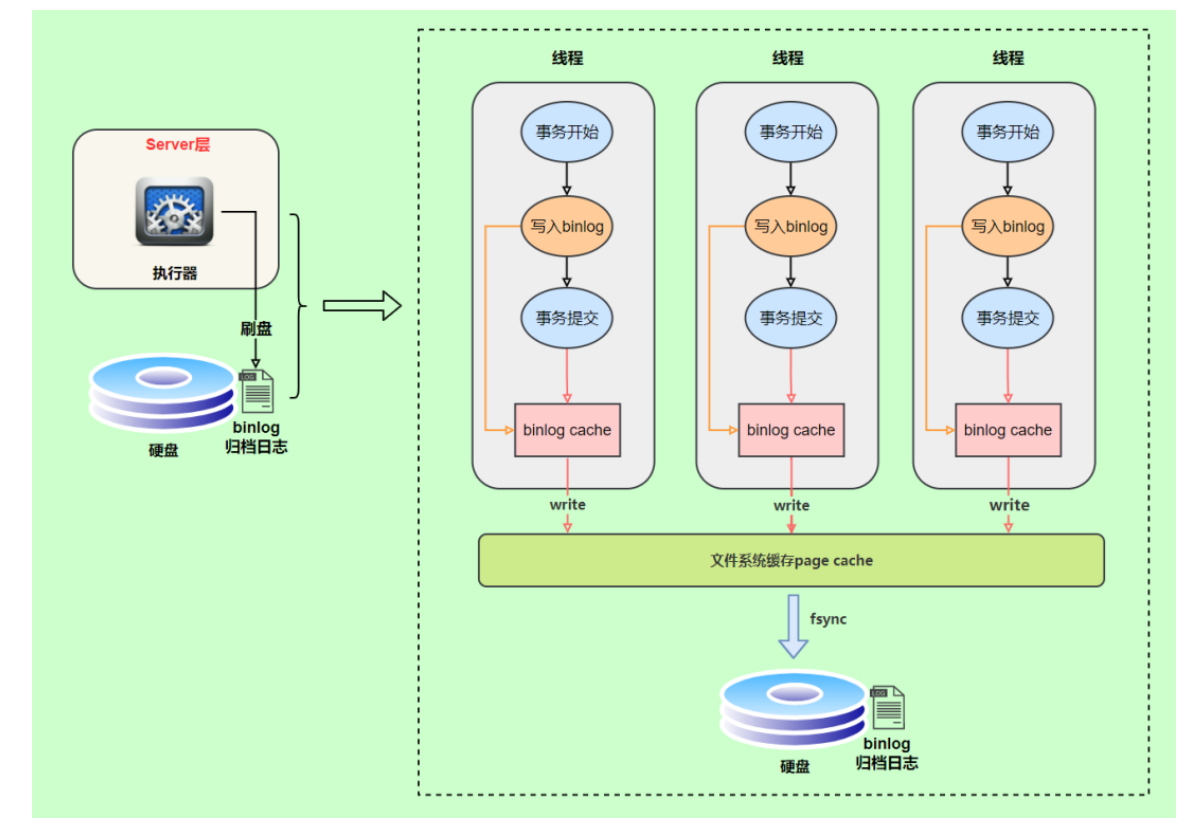 Server层
执行器
刷盘
LOG
binlog
归档日志
硬盘
线程
事务开始
写入binlog
事务提交
binlog cache
write
线程
事务开始
写入binlog
事务提交
binlog cache
write
线程
事务开始
写入binlog
事务提交
binlog cache
write
文件系统缓存page cache
fsync
LOG
binlog
归档日志
硬盘